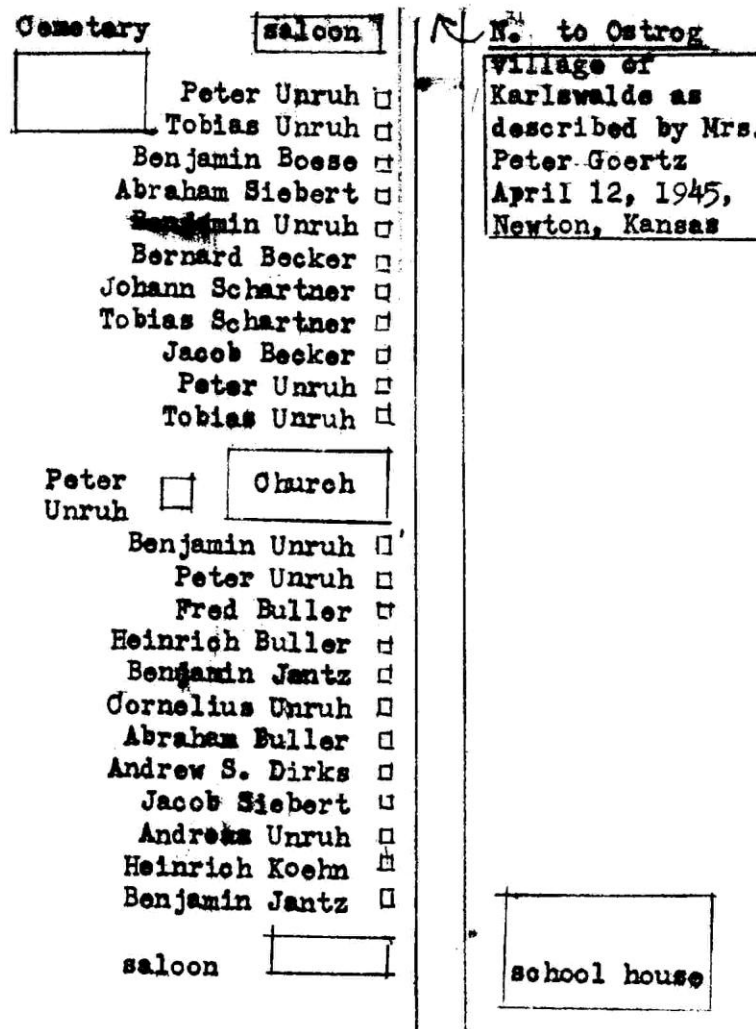 Cemetary
saloon
N. to Ostrog
Village of
Karlswalde as
described by Mrs.
Peter Goertz
April 12, 1945,
Newton, Kansas
Peter Unruh
Tobias Unruh
Benjamin Boese
Abraham Siebert
Benjamin Unruh
Bernard Becker
Johann Schartner
Tobias Schartner
Jacob Becker
Peter Unruh
Tobias Unruh
Peter
Unruh
Church
Benjamin Unruh
Peter Unruh
Fred Buller
Heinrich Buller
Benjamin Jantz
Cornelius Unruh
Abraham Buller
Andrew S. Dirks
Jacob Siebert
Andreas Unruh
Heinrich Koehn
Benjamin Jantz
saloon
school house